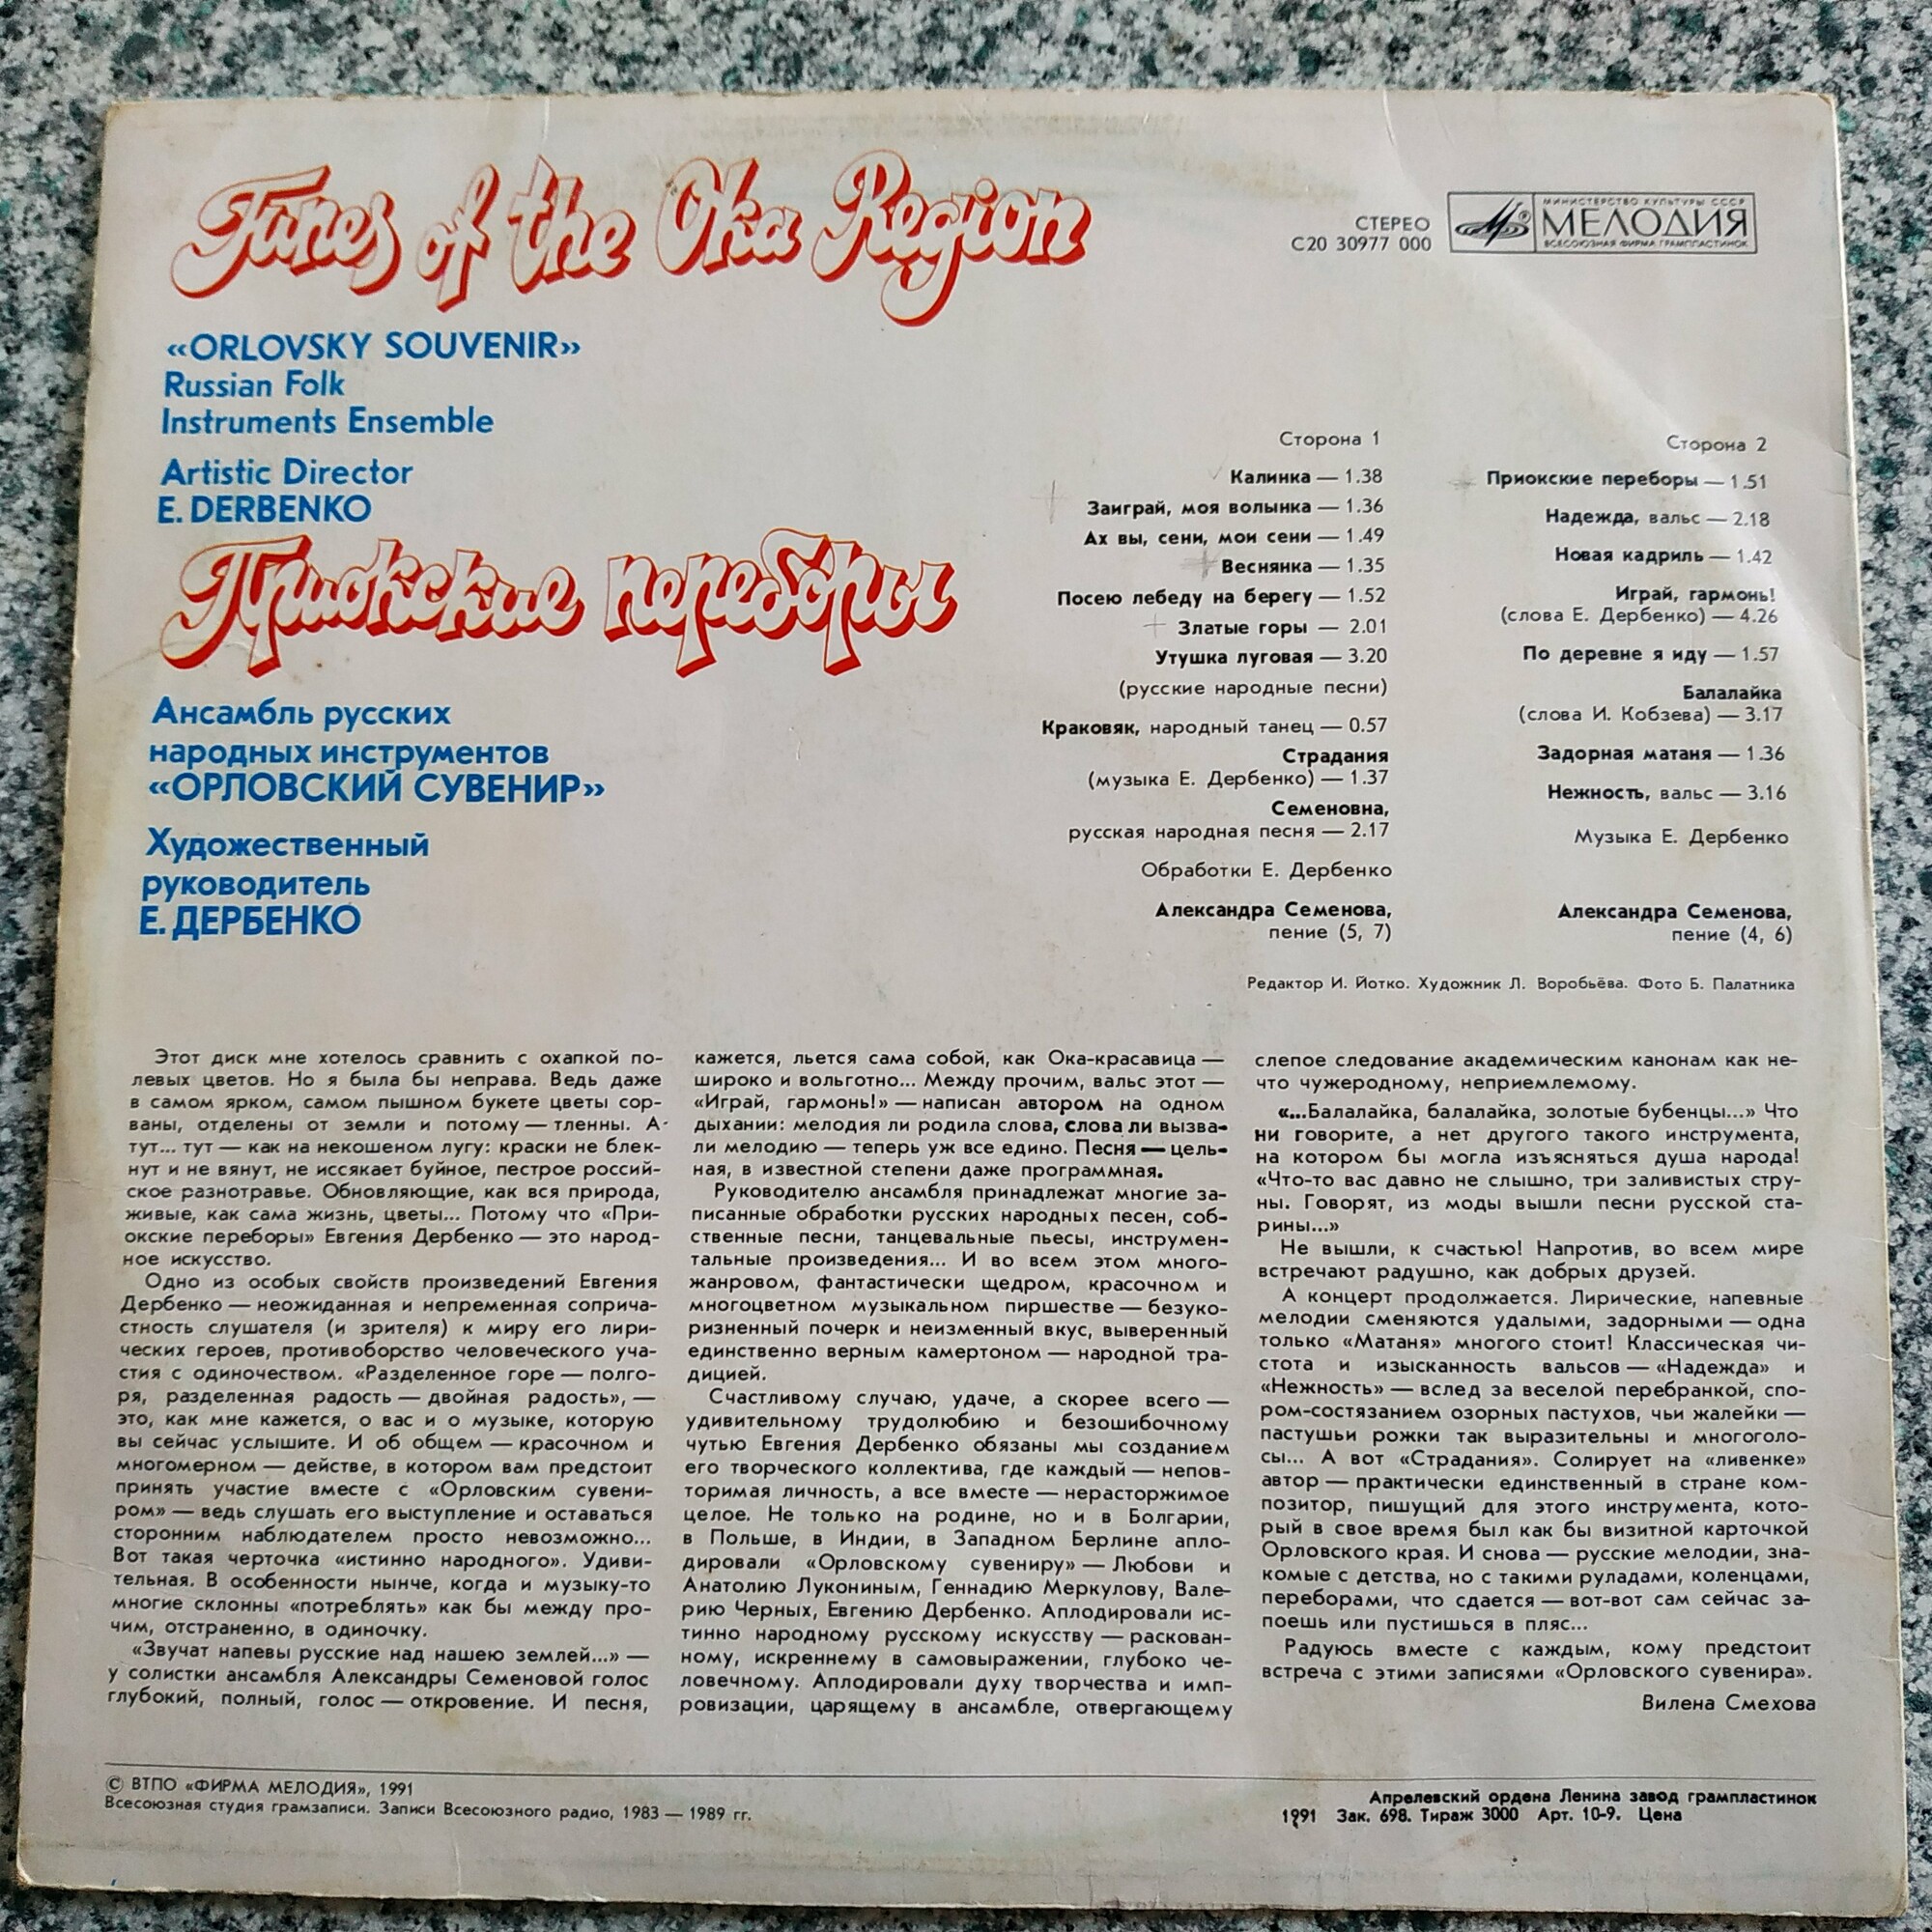 Tunes of the Oka Region
«ORLOVSKY SOUVENIR»
Russian Folk
Instruments Ensemble
Artistic Director
E. DERBENKO
Приокские переборы
Ансамбль русских
народных инструментов
«ОРЛОВСКИЙ СУВЕНИР»
Художественный
руководитель
Е. ДЕРБЕНКО
СТЕРЕО
С20 30977 000
МИНИСТЕРСТВО КУЛЬТУРЫ СССР
МЕЛОДИЯ
ВСЕСОЮЗНАЯ ФИРМА ГРАМПЛАСТИНОК
Сторона 1
Калинка — 1.38
Заиграй, моя волынка — 1.36
Ах вы, сени, мои сени — 1.49
Веснянка — 1.35
Посею лебеду на берегу — 1.52
Златые горы — 2.01
Утушка луговая — 3.20
(русские народные песни)
Краковяк, народный танец — 0.57
Страдания
(музыка Е. Дербенко) — 1.37
Семеновна,
русская народная песня — 2.17
Обработки Е. Дербенко
Александра Семенова,
пение (5, 7)
Сторона 2
Приокские переборы — 1.51
Надежда, вальс — 2.18
Новая кадриль — 1.42
Играй, гармонь!
(слова Е. Дербенко) — 4.26
По деревне я иду — 1.57
Балалайка
(слова И. Кобзева) — 3.17
Задорная матаня — 1.36
Нежность, вальс — 3.16
Музыка Е. Дербенко
Александра Семенова,
пение (4, 6)
Редактор И. Йотко. Художник Л. Воробьёва. Фото Б. Палатника
Этот диск мне хотелось сравнить с охапкой по-
левых цветов. Но я была бы неправа. Ведь даже
в самом ярком, самом пышном букете цветы сор-
ваны, отделены от земли и потому — тленны. А
тут... тут — как на некошеном лугу: краски не блек-
нут и не вянут, не иссякает буйное, пестрое россий-
ское разнотравье. Обновляющие, как вся природа,
живые, как сама жизнь, цветы... Потому что «При-
окские переборы» Евгения Дербенко — это народ-
ное искусство.
Одно из особых свойств произведений Евгения
Дербенко — неожиданная и непременная соприча-
стность слушателя (и зрителя) к миру его лири-
ческих героев, противоборство человеческого уча-
стия с одиночеством. «Разделенное горе — полго-
ря, разделенная радость — двойная радость», —
это, как мне кажется, о вас и о музыке, которую
вы сейчас услышите. И об общем — красочном и
многомерном — действе, в котором вам предстоит
принять участие вместе с «Орловским сувени-
ром» — ведь слушать его выступление и оставаться
сторонним наблюдателем просто невозможно...
Вот такая черточка «истинно народного». Удиви-
тельная. В особенности нынче, когда и музыку-то
многие склонны «потреблять» как бы между про-
чим, отстраненно, в одиночку.
«Звучат напевы русские над нашею землей...» —
у солистки ансамбля Александры Семеновой голос
глубокий, полный, голос — откровение. И песня,
кажется, льется сама собой, как Ока-красавица —
широко и вольготно... Между прочим, вальс этот —
«Играй, гармонь!» — написан автором на одном
дыхании: мелодия ли родила слова, слова ли вызва-
ли мелодию — теперь уж все едино. Песня — цель-
ная, в известной степени даже программная.
Руководителю ансамбля принадлежат многие за-
писанные обработки русских народных песен, соб-
ственные песни, танцевальные пьесы, инструмен-
тальные произведения... И во всем этом много-
жанровом, фантастически щедром, красочном и
многоцветном музыкальном пиршестве — безуко-
ризненный почерк и неизменный вкус, выверенный
единственно верным камертоном — народной тра-
дицией.
Счастливому случаю, удаче, а скорее всего —
удивительному трудолюбию и безошибочному
чутью Евгения Дербенко обязаны мы созданием
его творческого коллектива, где каждый — непов-
торимая личность, а все вместе — нерасторжимое
целое. Не только на родине, но и в Болгарии,
в Польше, в Индии, в Западном Берлине апло-
дировали «Орловскому сувениру» — Любови и
Анатолию Лукониным, Геннадию Меркулову, Вале-
рию Черных, Евгению Дербенко. Аплодировали ис-
тинно народному русскому искусству — раскован-
ному, искреннему в самовыражении, глубоко че-
ловечному. Аплодировали духу творчества и имп-
ровизации, царящему в ансамбле, отвергающему
слепое следование академическим канонам как не-
что чужеродному, неприемлемому.
«...Балалайка, балалайка, золотые бубенцы...» Что
ни говорите, а нет другого такого инструмента,
на котором бы могла изъясняться душа народа!
«Что-то вас давно не слышно, три заливистых стру-
ны. Говорят, из моды вышли песни русской ста-
рины...»
Не вышли, к счастью! Напротив, во всем мире
встречают радушно, как добрых друзей.
А концерт продолжается. Лирические, напевные
мелодии сменяются удалыми, задорными — одна
только «Матаня» многого стоит! Классическая чи-
стота и изысканность вальсов — «Надежда» и
«Нежность» — вслед за веселой перебранкой, спо-
ром-состязанием озорных пастухов, чьи жалейки —
пастушьи рожки так выразительны и многоголо-
сы... А вот «Страдания». Солирует на «ливенке»
автор — практически единственный в стране ком-
позитор, пишущий для этого инструмента, кото-
рый в свое время был как бы визитной карточкой
Орловского края. И снова — русские мелодии, зна-
комые с детства, но с такими руладами, коленцами,
переборами, что сдается — вот-вот сам сейчас за-
поешь или пустишься в пляс...
Радуюсь вместе с каждым, кому предстоит
встреча с этими записями «Орловского сувенира».
Вилена Смехова
© ВТПО «ФИРМА МЕЛОДИЯ», 1991
Всесоюзная студия грамзаписи. Записи Всесоюзного радио, 1983 — 1989 гг.
Апрелевский ордена Ленина завод грампластинок
1991 Зак. 698. Тираж 3000 Арт. 10-9. Цена